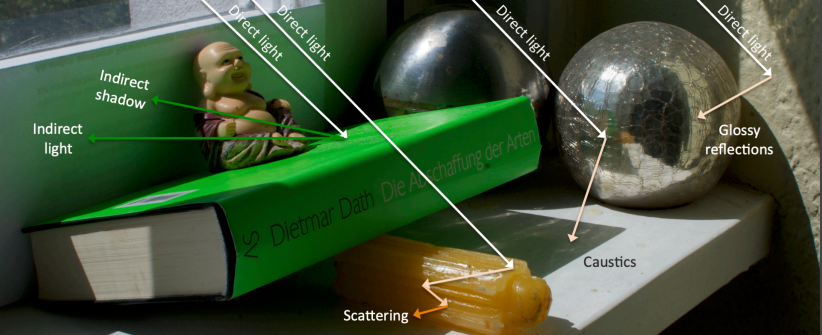 Direct light
Direct light
Direct light
Direct light
Indirect
shadow
Indirect
light
Glossy
reflections
Dietmar Dath Die Abschaffung der Arten
Caustics
Scattering